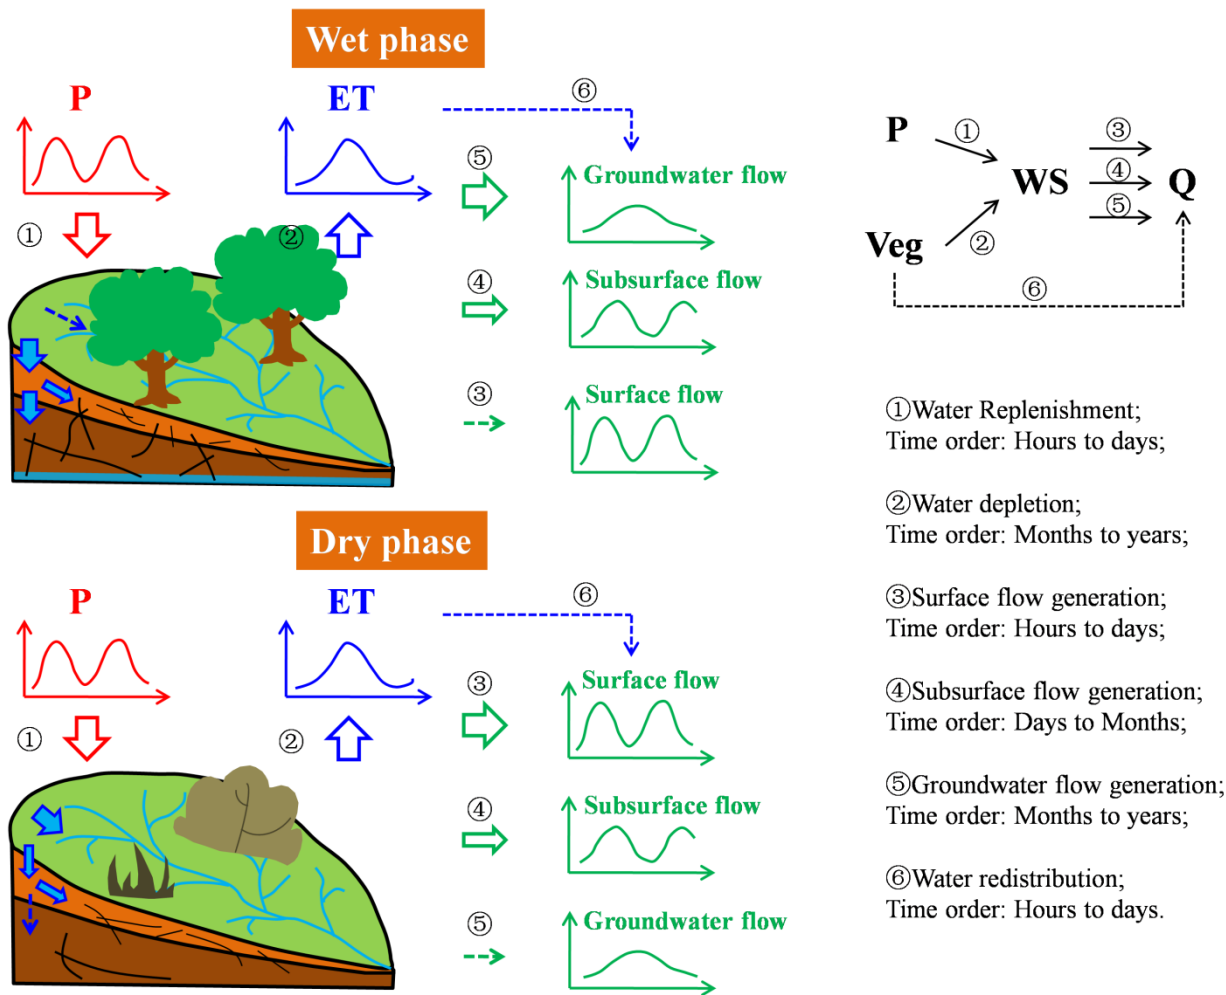 Wet phase
P
ET
⑥
①
②
⑤
Groundwater flow
④
Subsurface flow
③
Surface flow
Dry phase
P
ET
⑥
①
②
③
Surface flow
④
Subsurface flow
⑤
Groundwater flow
P
①
WS
③
④
⑤
Q
Veg
②
⑥
①Water Replenishment;
Time order: Hours to days;
②Water depletion;
Time order: Months to years;
③Surface flow generation;
Time order: Hours to days;
④Subsurface flow generation;
Time order: Days to Months;
⑤Groundwater flow generation;
Time order: Months to years;
⑥Water redistribution;
Time order: Hours to days.